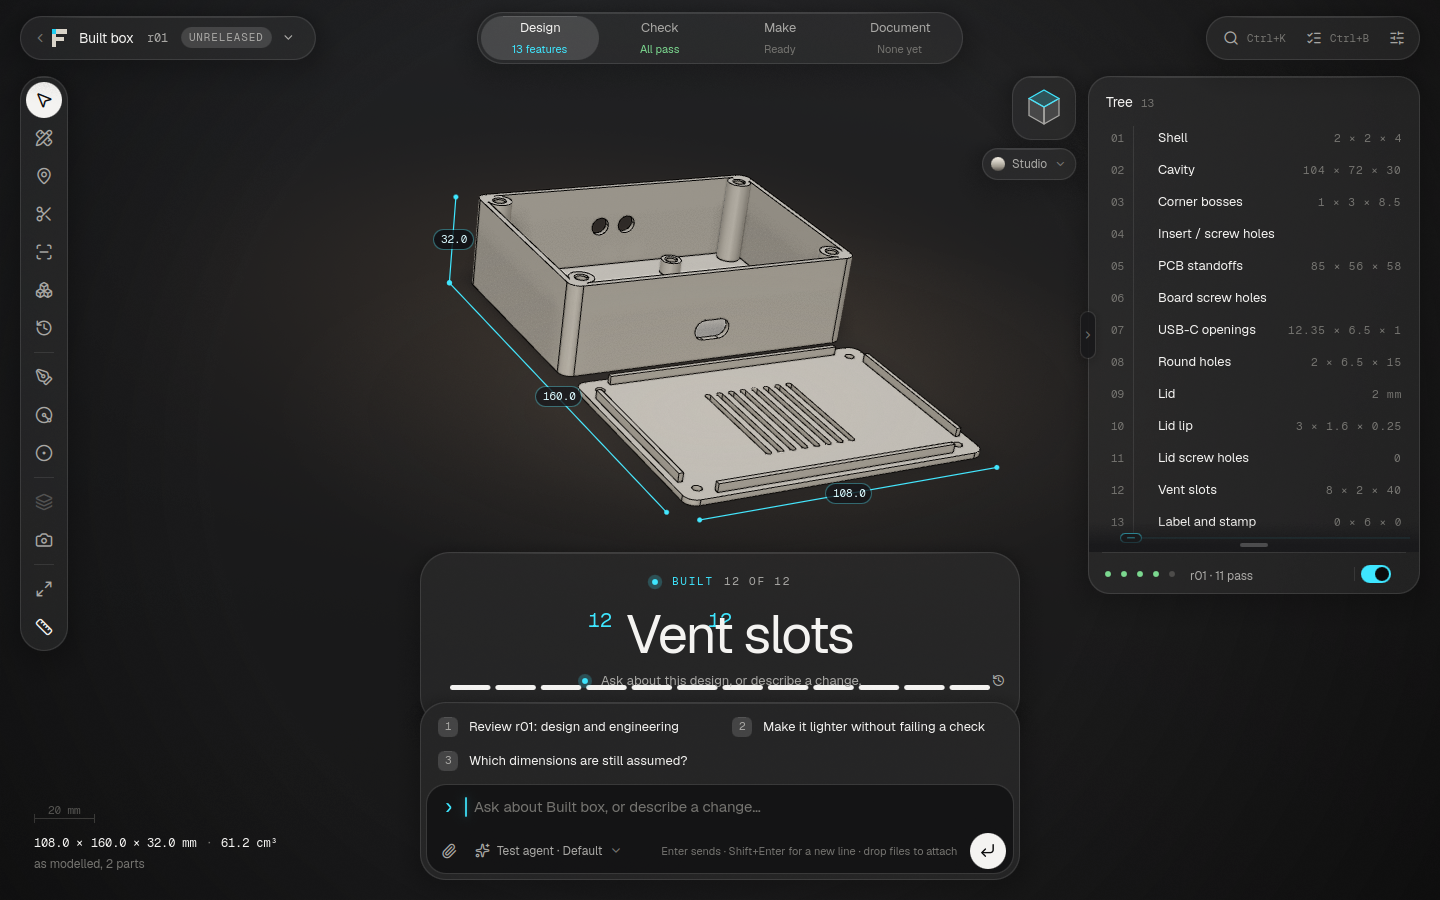 Built box r01 UNRELEASED
Design
13 features
Check
All pass
Make
Ready
Document
None yet
Ctrl+K
Ctrl+B
Studio
Tree 13
01 Shell 2 × 2 × 4
02 Cavity 104 × 72 × 30
03 Corner bosses 1 × 3 × 8.5
04 Insert / screw holes
05 PCB standoffs 85 × 56 × 58
06 Board screw holes
07 USB-C openings 12.35 × 6.5 × 1
08 Round holes 2 × 6.5 × 15
09 Lid 2 mm
10 Lid lip 3 × 1.6 × 0.25
11 Lid screw holes 0
12 Vent slots 8 × 2 × 40
13 Label and stamp 0 × 6 × 0
r01 · 11 pass
32.0
160.0
108.0
BUILT 12 OF 12
12 Vent slots
12
Ask about this design, or describe a change.
1 Review r01: design and engineering
2 Make it lighter without failing a check
3 Which dimensions are still assumed?
Ask about Built box, or describe a change…
Test agent · Default
Enter sends · Shift+Enter for a new line · drop files to attach
20 mm
108.0 × 160.0 × 32.0 mm · 61.2 cm³
as modelled, 2 parts